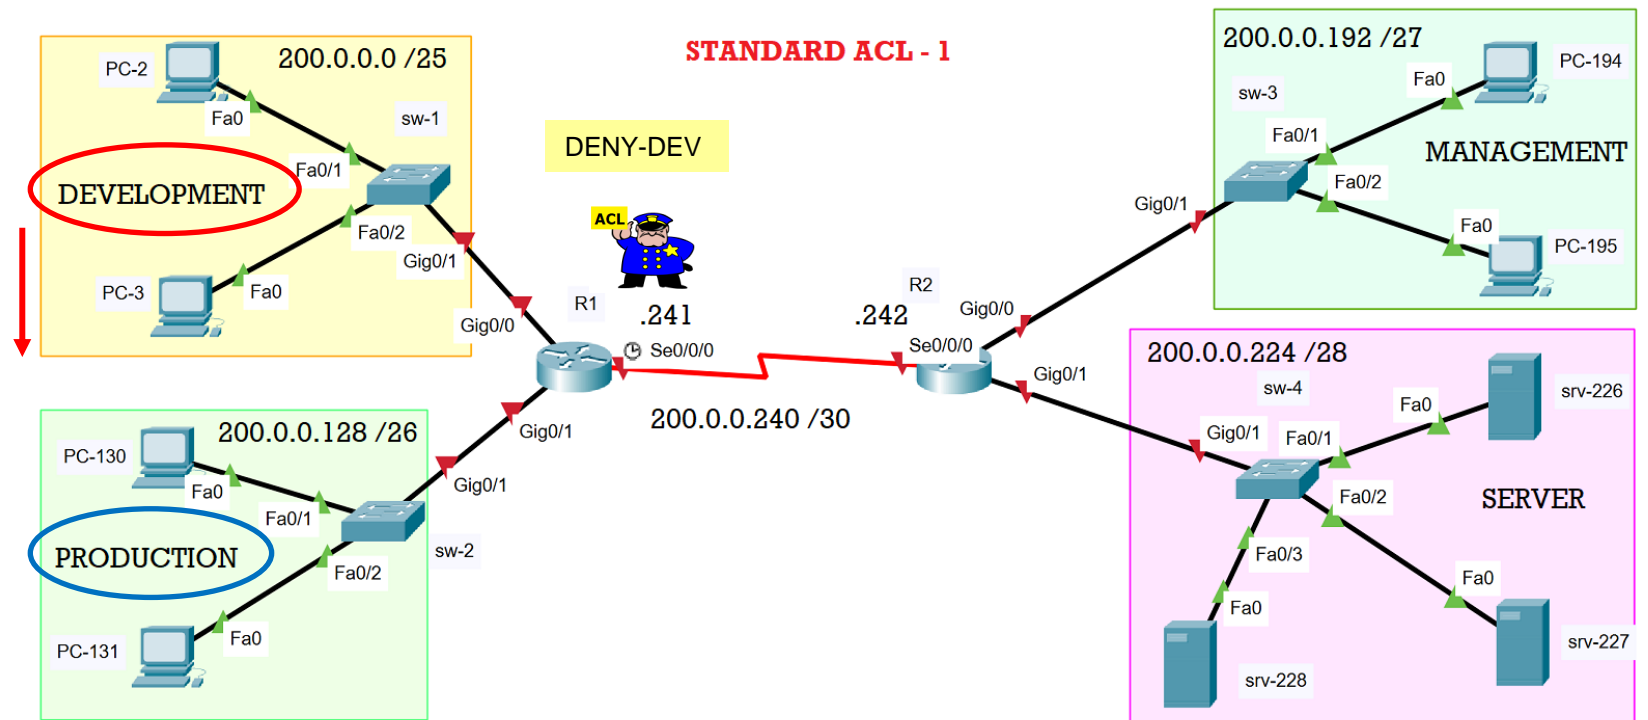 STANDARD ACL - 1
200.0.0.0 /25
PC-2
Fa0
sw-1
Fa0/1
DEVELOPMENT
Fa0/2
Gig0/1
PC-3
Fa0
DENY-DEV
ACL
R1
Gig0/0
.241
Se0/0/0
200.0.0.240 /30
.242
R2
Se0/0/0
Gig0/0
Gig0/1
Gig0/1
200.0.0.128 /26
PC-130
Fa0
Fa0/1
Gig0/1
PRODUCTION
sw-2
Fa0/2
PC-131
Fa0
200.0.0.192 /27
PC-194
Fa0
sw-3
Fa0/1
MANAGEMENT
Fa0/2
Gig0/1
Fa0
PC-195
200.0.0.224 /28
sw-4
srv-226
Fa0
Gig0/1
Fa0/1
Fa0/2
SERVER
Fa0/3
Fa0
Fa0
srv-227
srv-228